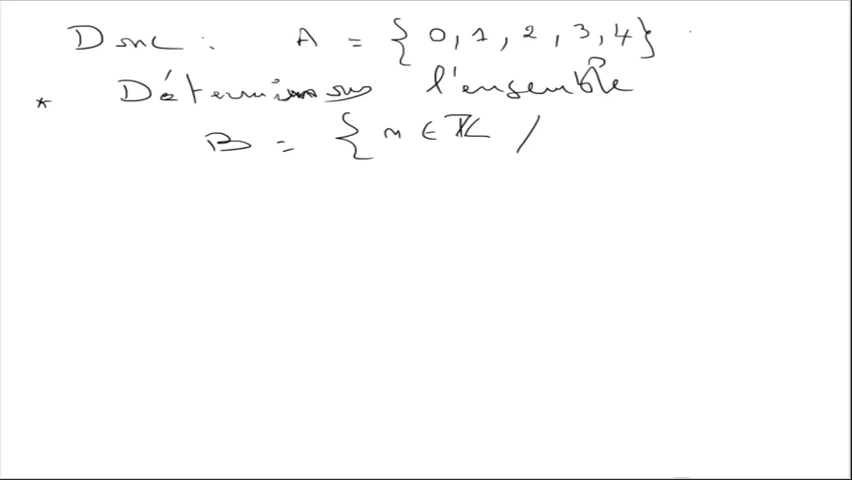 Donc : A = { 0, 1, 2, 3, 4 } .
* Déterminons l'ensemble
B = { n ∈ ℤ /